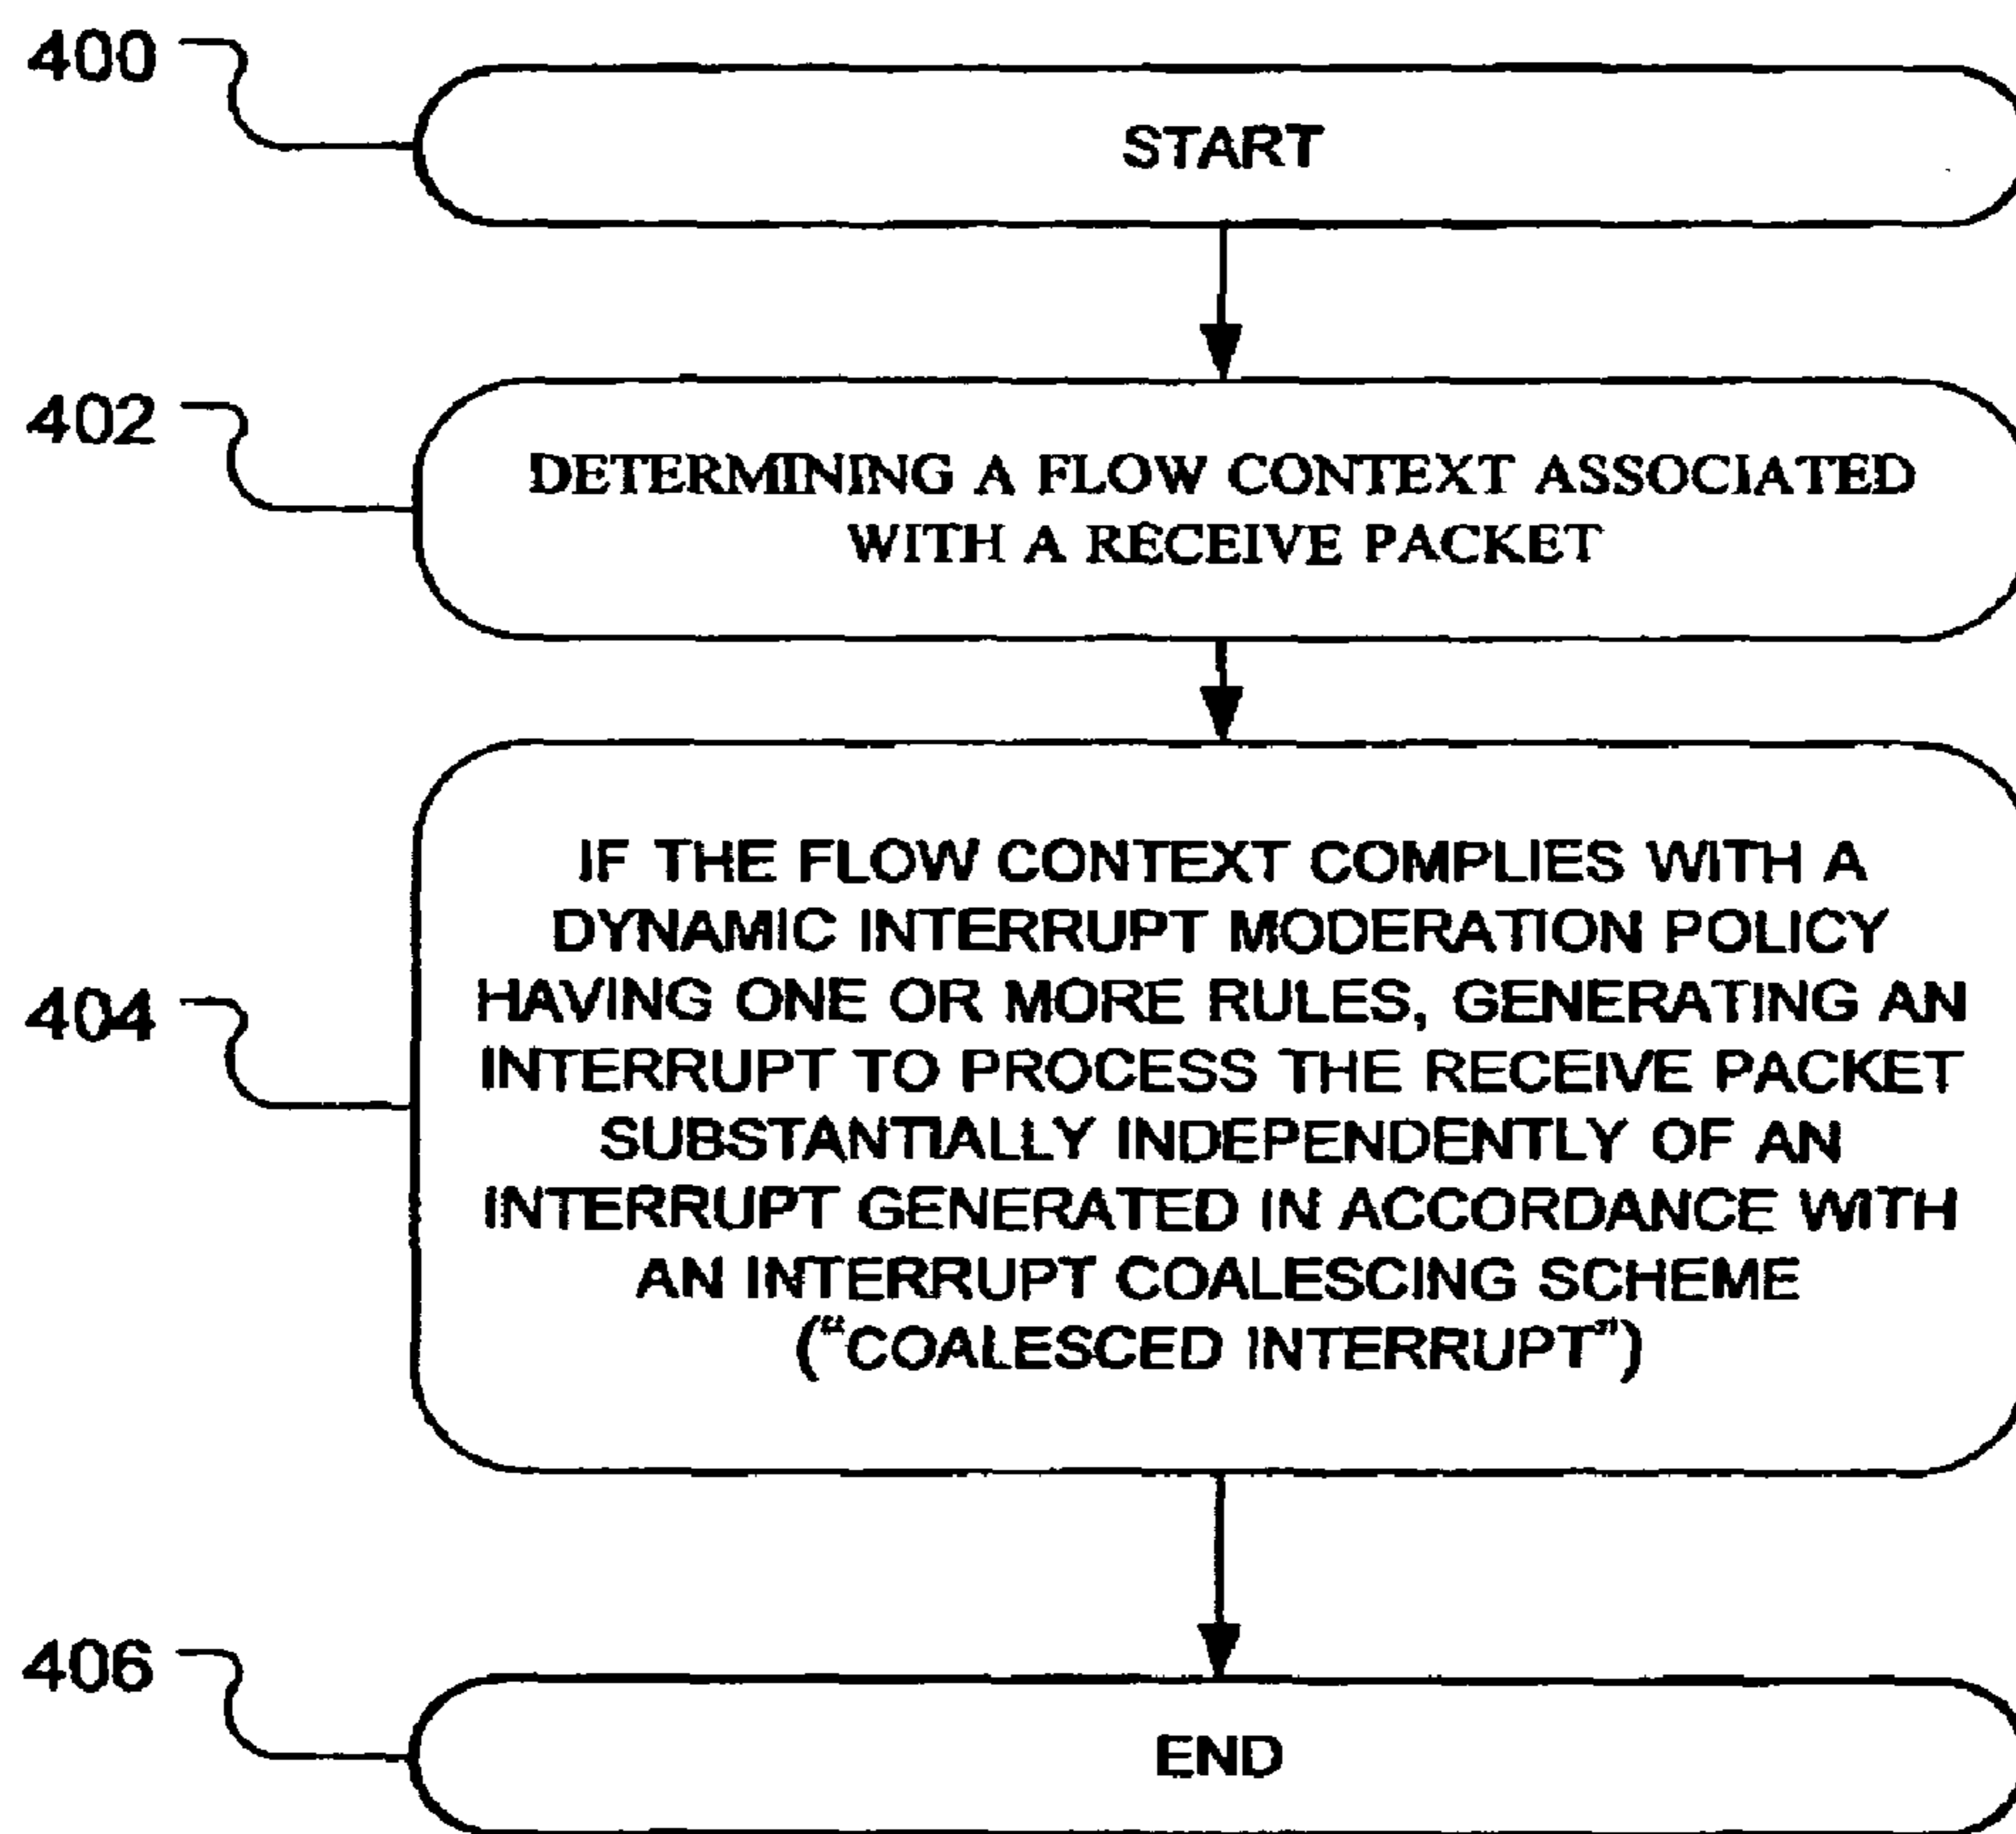 400
START
402
DETERMINING A FLOW CONTEXT ASSOCIATED
WITH A RECEIVE PACKET
404
IF THE FLOW CONTEXT COMPLIES WITH A
DYNAMIC INTERRUPT MODERATION POLICY
HAVING ONE OR MORE RULES, GENERATING AN
INTERRUPT TO PROCESS THE RECEIVE PACKET
SUBSTANTIALLY INDEPENDENTLY OF AN
INTERRUPT GENERATED IN ACCORDANCE WITH
AN INTERRUPT COALESCING SCHEME
("COALESCED INTERRUPT")
406
END